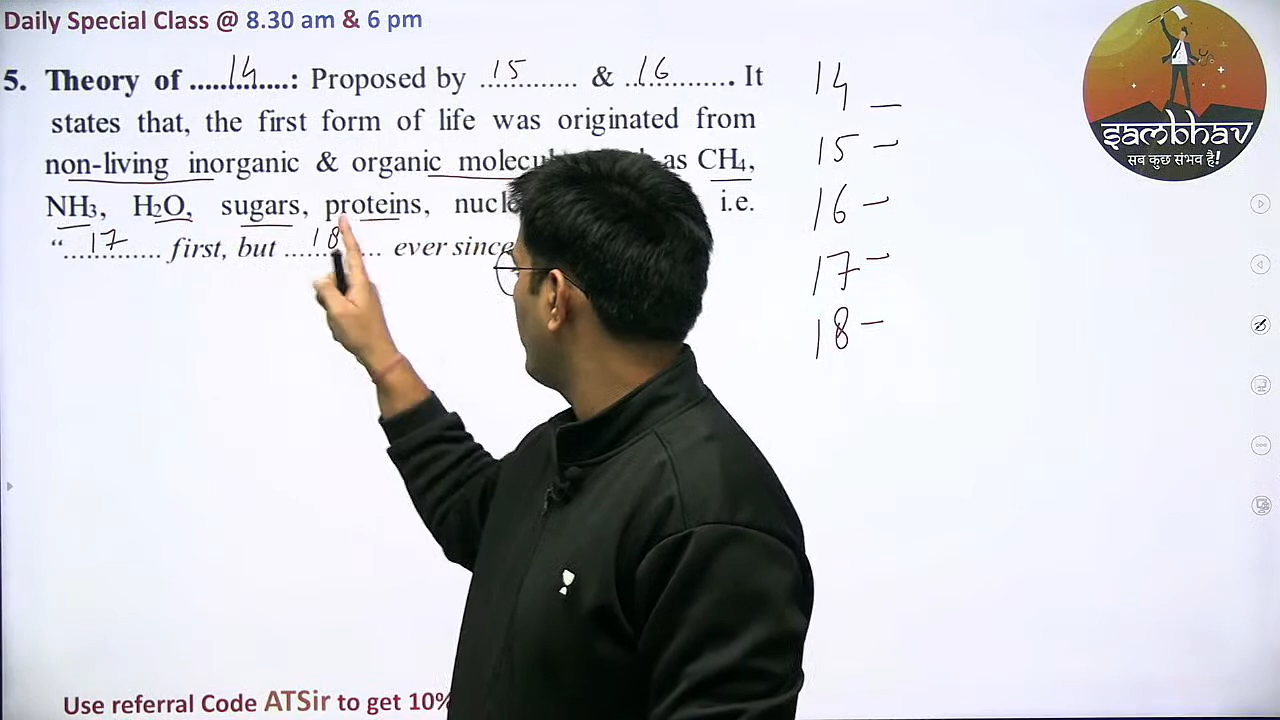 Daily Special Class @ 8.30 am & 6 pm
5. Theory of ....14....: Proposed by 15 & 16. It
states that, the first form of life was originated from
non-living inorganic & organic as CH4,
NH3, H2O, sugars, proteins, i.e.
“ 17 first, but 18 ever since
14 –
15 –
16 –
17 –
18 –
sambhav
सब कुछ संभव है!
Use referral Code ATSir to get 10%